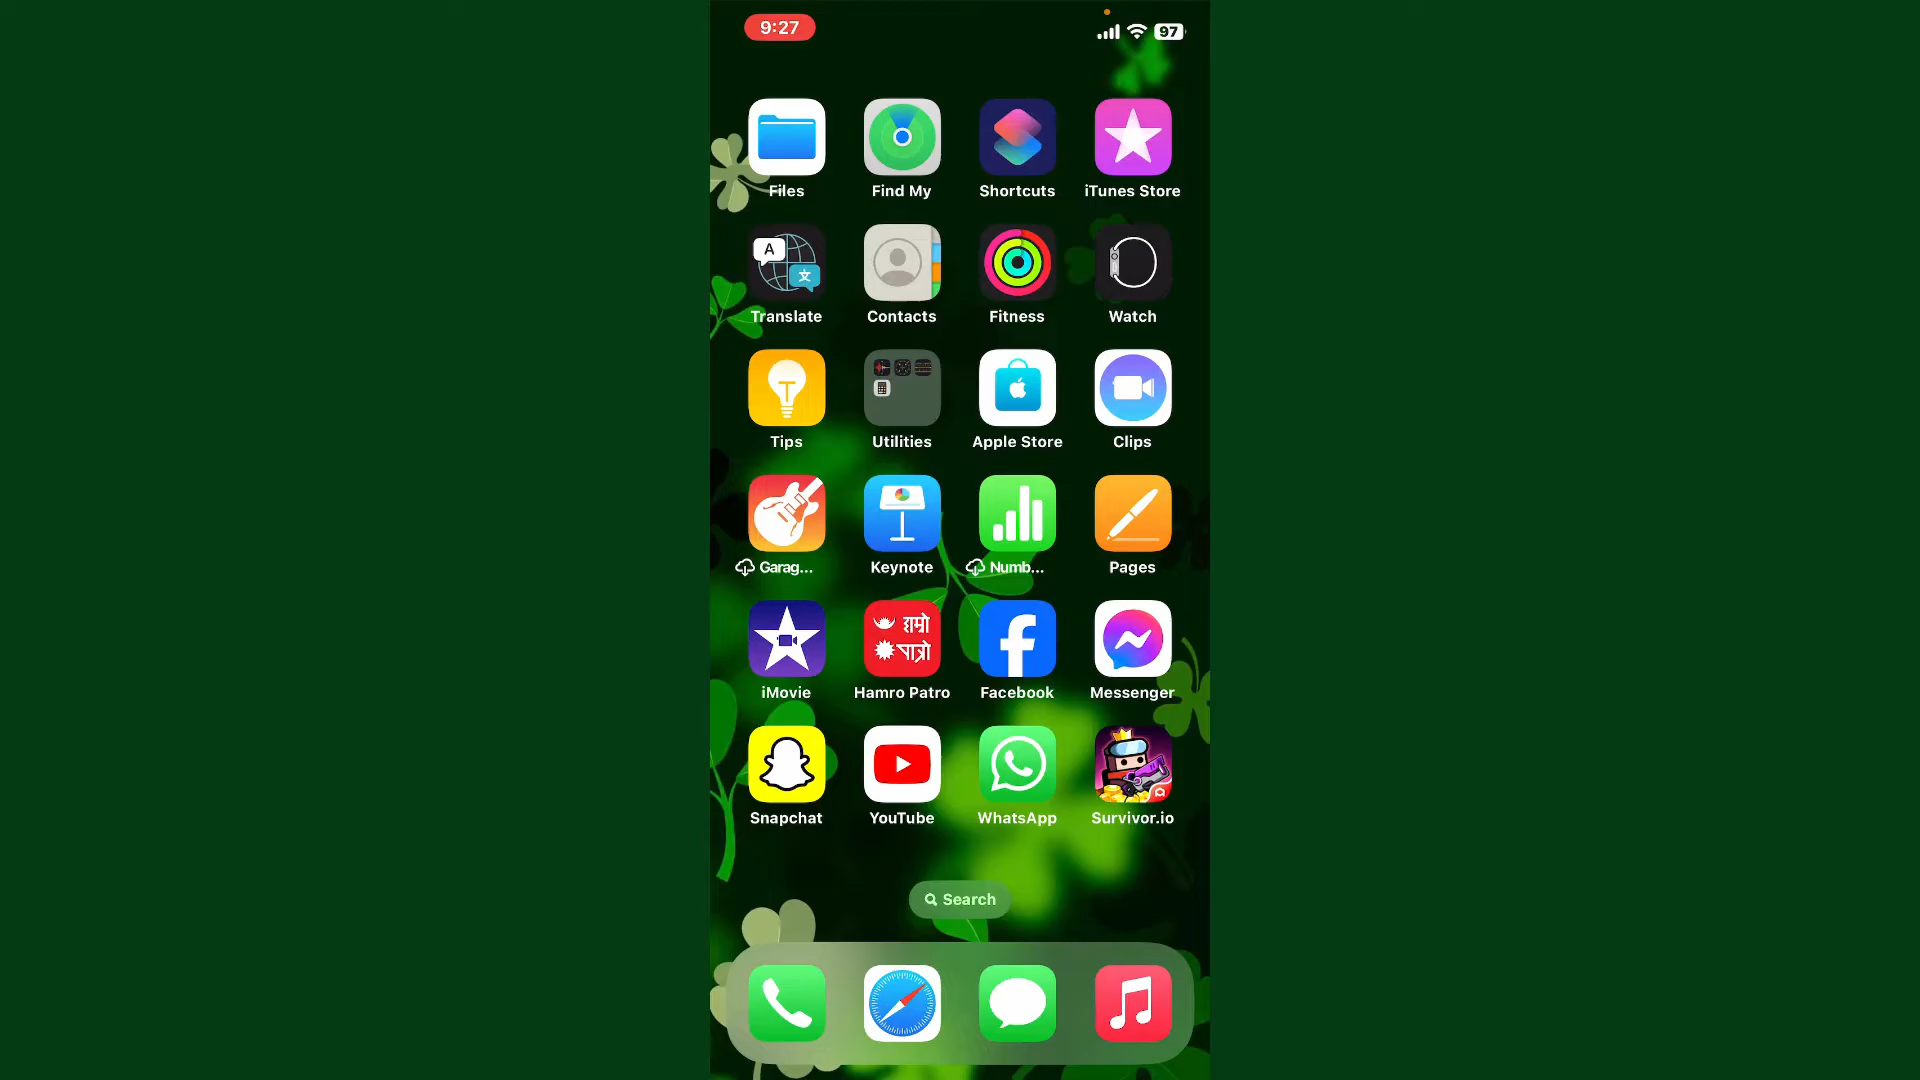 9:27
97
Files Find My Shortcuts iTunes Store
A
文
Translate Contacts Fitness Watch
Tips Utilities Apple Store Clips
Garag... Keynote Numb... Pages
हाम्रो
पात्रो
iMovie Hamro Patro Facebook Messenger
Snapchat YouTube WhatsApp Survivor.io
Search